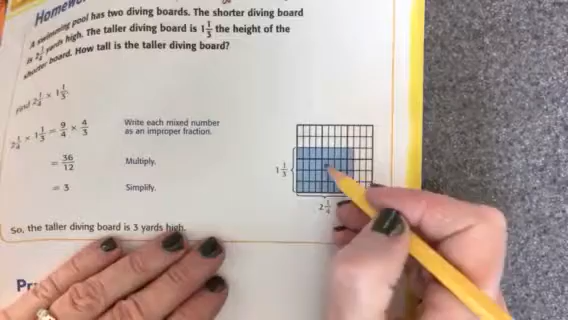 Homewo
A swimming pool has two diving boards. The shorter diving board
is 2 1/4 yards high. The taller diving board is 1 1/3 the height of the
shorter board. How tall is the taller diving board?
Find 2 1/4 × 1 1/3.
2 1/4 × 1 1/3 = 9/4 × 4/3 Write each mixed number
as an improper fraction.
= 36/12 Multiply.
= 3 Simplify.
1 1/3
2 1/4
So, the taller diving board is 3 yards high.
Pr